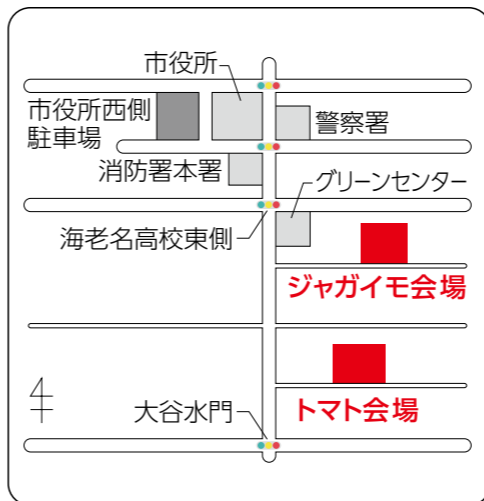 市役所
市役所西側
駐車場
警察署
消防署本署
グリーンセンター
海老名高校東側
ジャガイモ会場
トマト会場
大谷水門